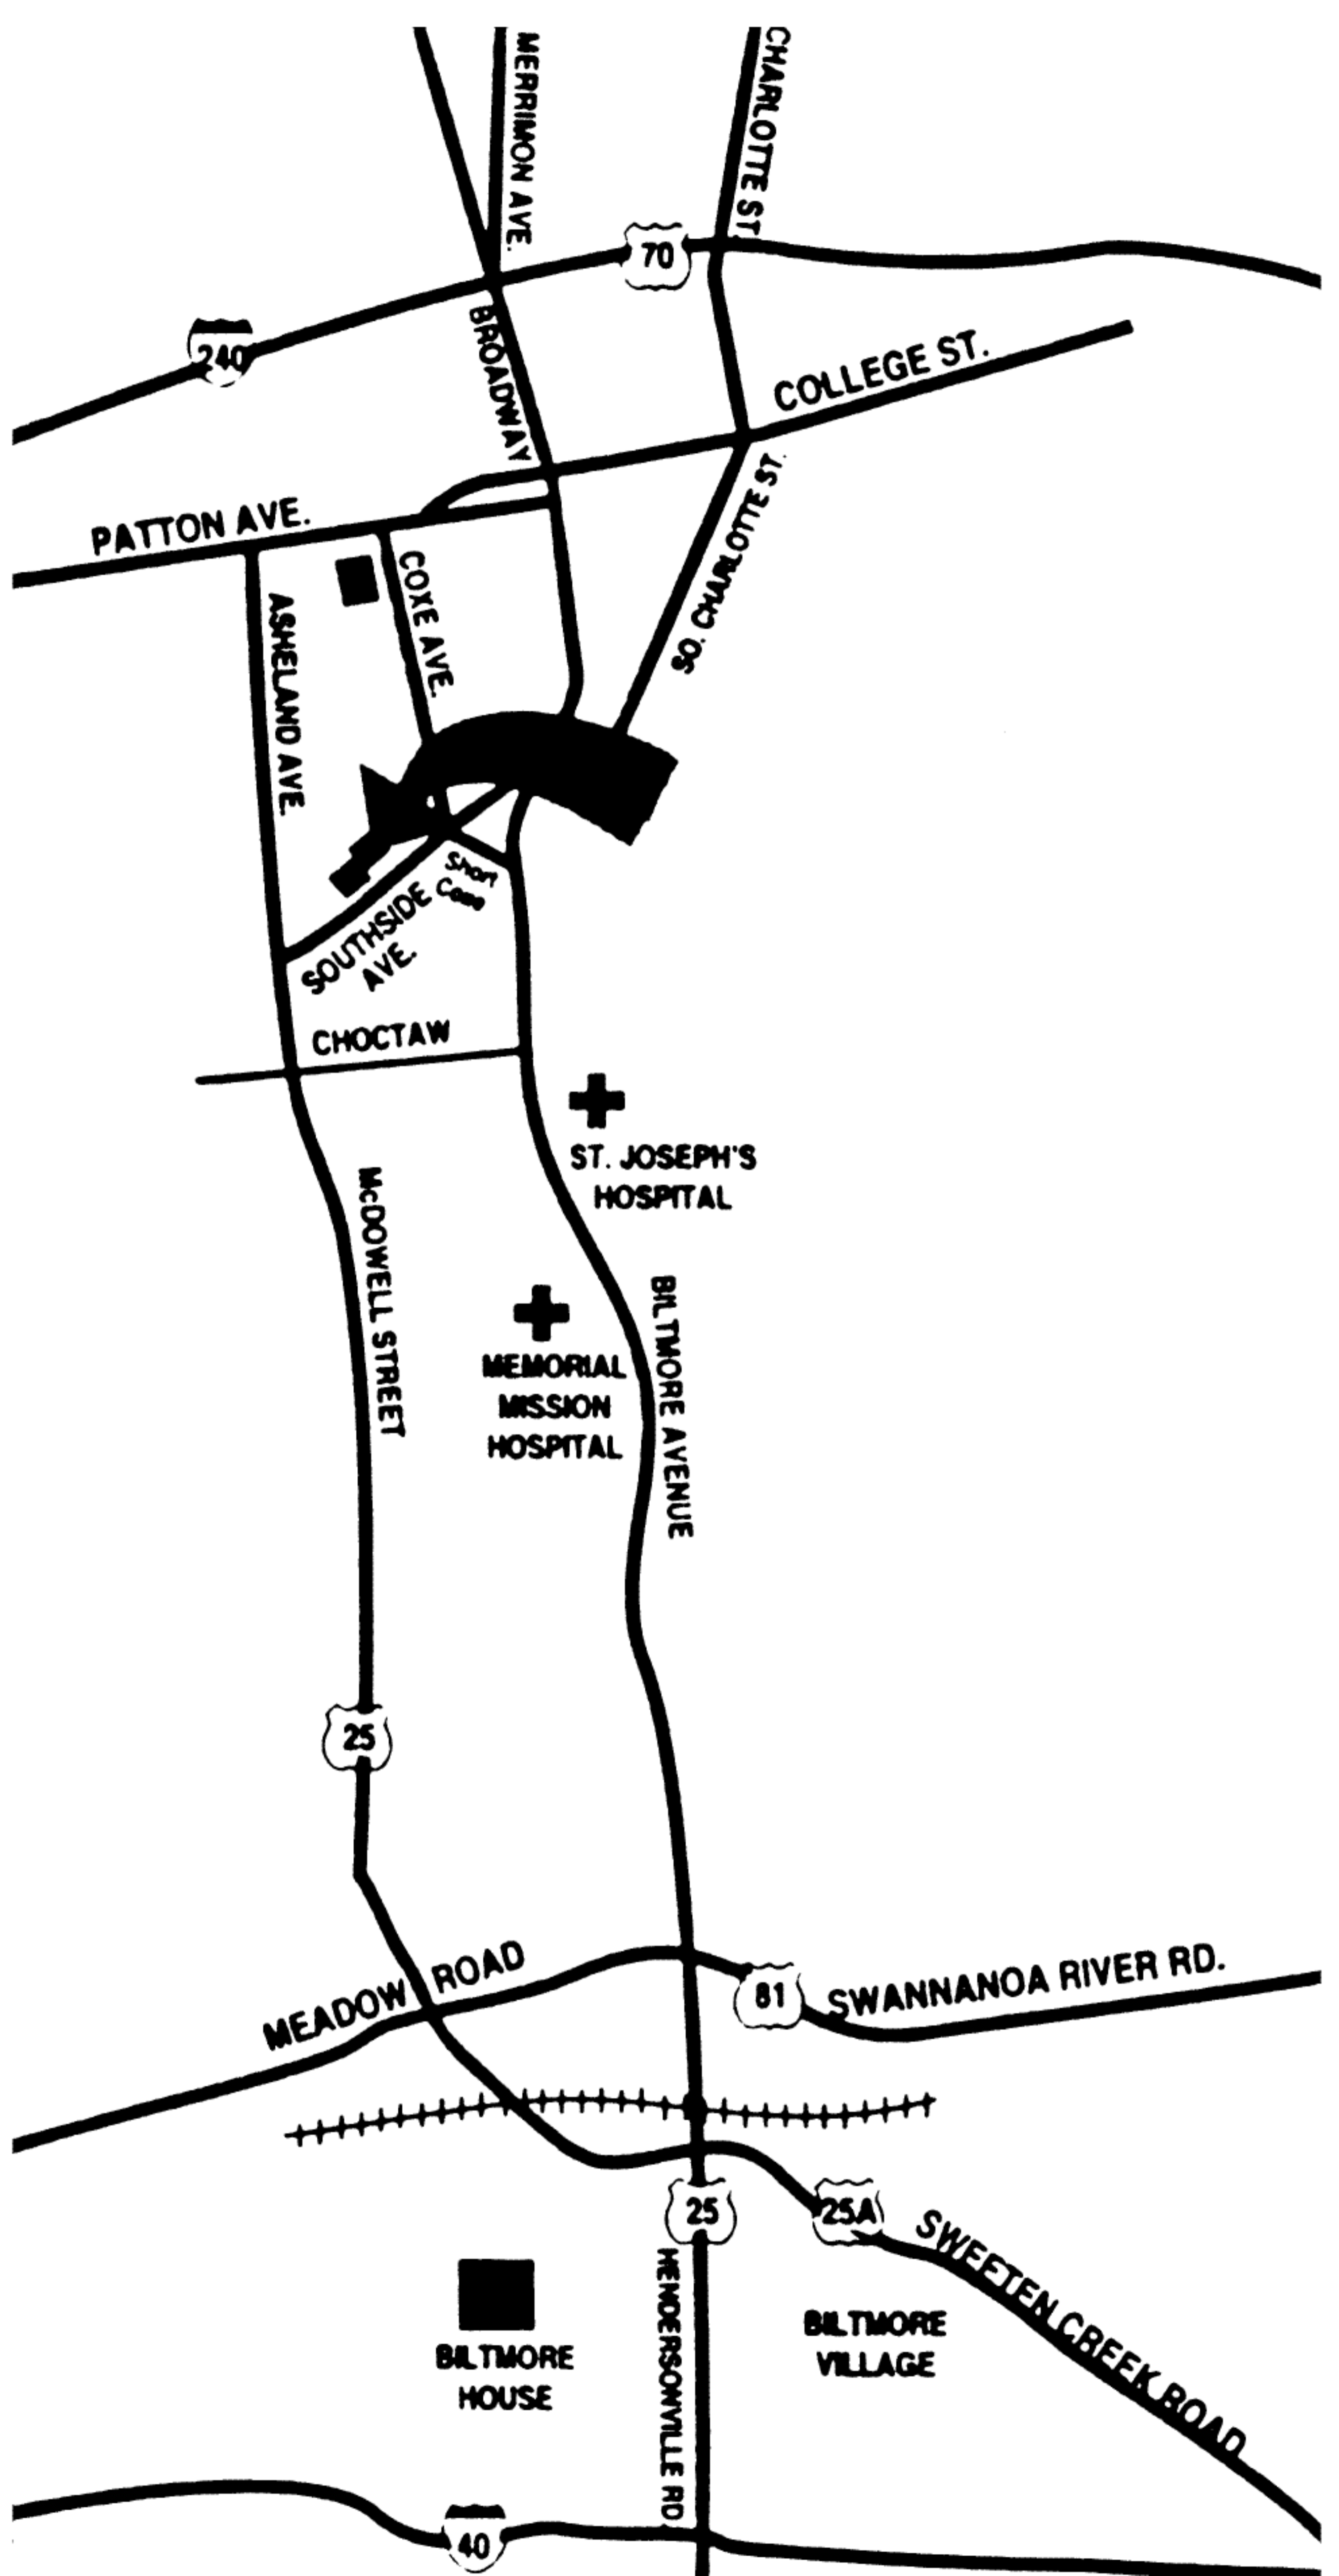 MERRIMON AVE.
CHARLOTTE ST.
70
240
BROADWAY
COLLEGE ST.
PATTON AVE.
SO. CHARLOTTE ST.
COXE AVE.
ASHELAND AVE.
Short
Coxe
SOUTHSIDE
AVE.
CHOCTAW
ST. JOSEPH'S
HOSPITAL
McDOWELL STREET
BILTMORE AVENUE
MEMORIAL
MISSION
HOSPITAL
25
MEADOW ROAD
81
SWANNANOA RIVER RD.
25
25A
SWEETEN CREEK ROAD
HENDERSONVILLE RD
BILTMORE
VILLAGE
BILTMORE
HOUSE
40